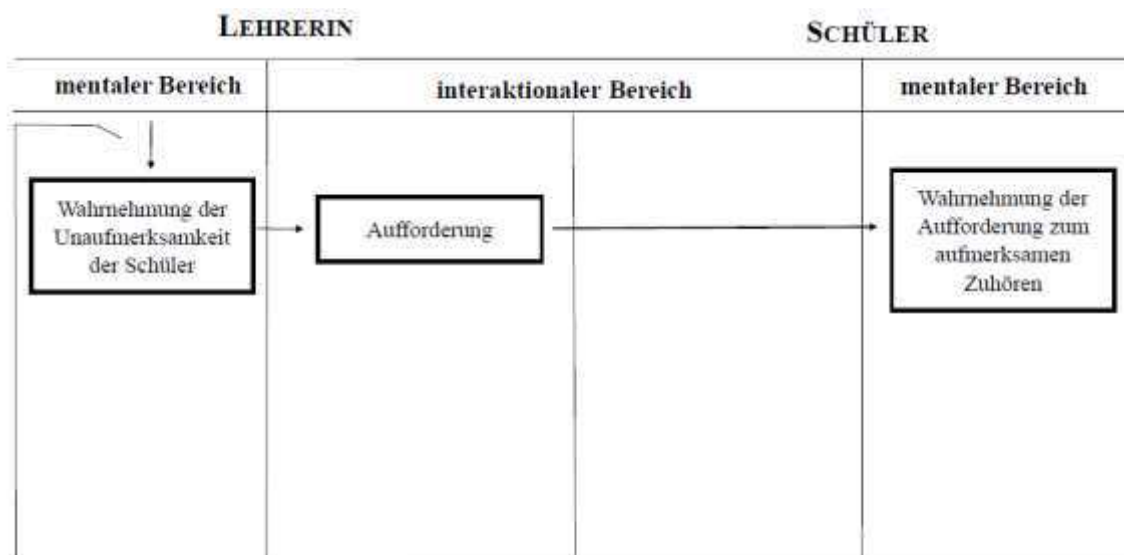 LEHRERIN
SCHÜLER
mentaler Bereich
interaktionaler Bereich
mentaler Bereich
Wahrnehmung der
Unaufmerksamkeit
der Schüler
Aufforderung
Wahrnehmung der
Aufforderung zum
aufmerksamen
Zuhören